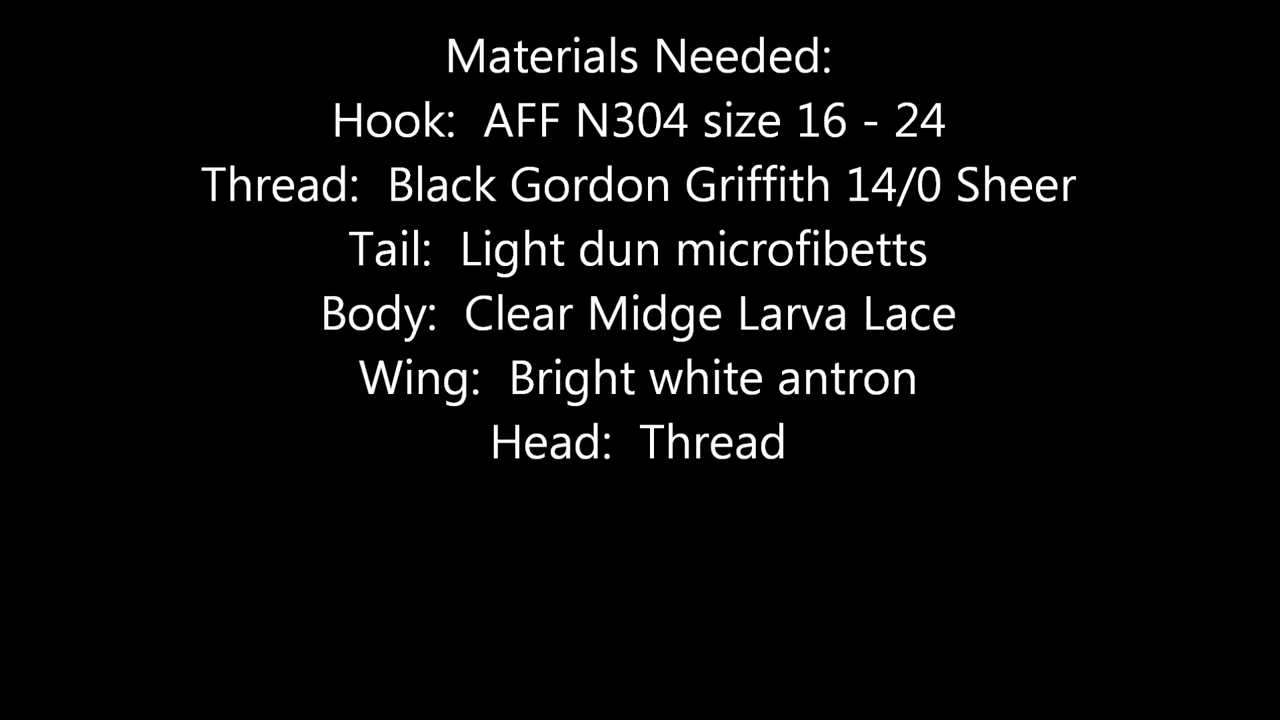 Materials Needed:
Hook:  AFF N304 size 16 - 24
Thread:  Black Gordon Griffith 14/0 Sheer
Tail:  Light dun microfibetts
Body:  Clear Midge Larva Lace
Wing:  Bright white antron
Head:  Thread